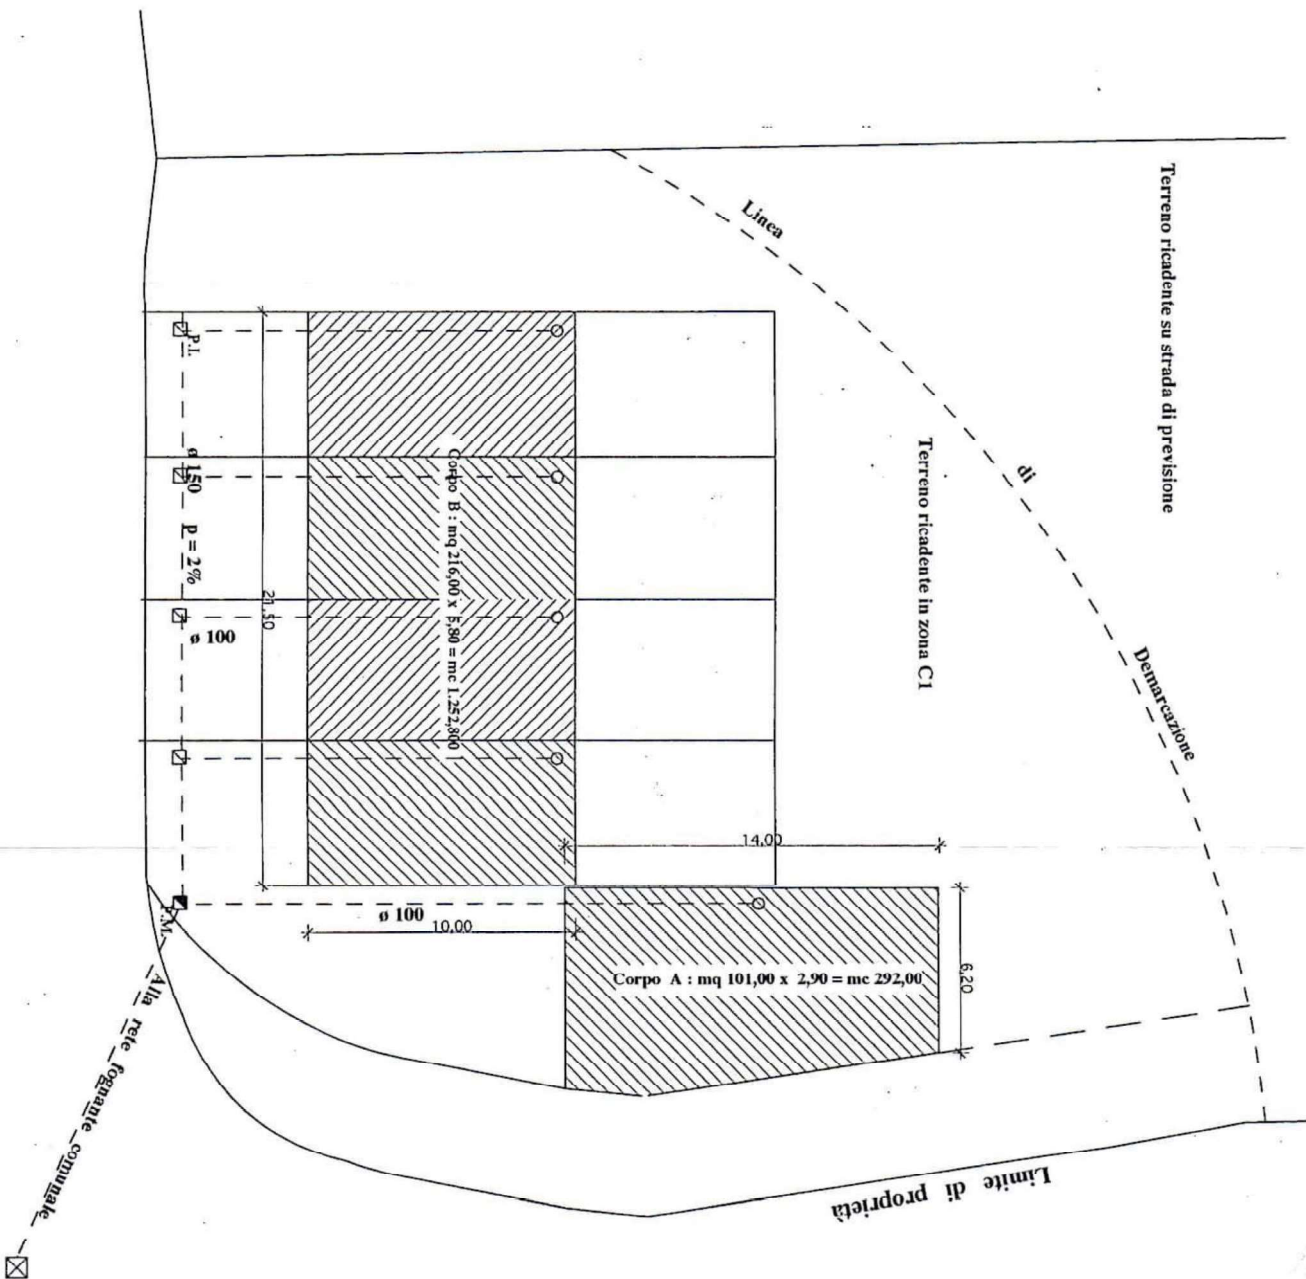 Linea
di
Demarcazione
Terreno ricadente su strada di previsione
Terreno ricadente in zona C1
P.I.
ø 150 P = 2%
21,50
Corpo B : mq 216,00 x 5,80 = mc 1.252,800
ø 100
14,00
ø 100
10,00
P.M.
6,20
Corpo A : mq 101,00 x 2,90 = mc 292,00
Alla rete fognante comunale
Limite di proprietà